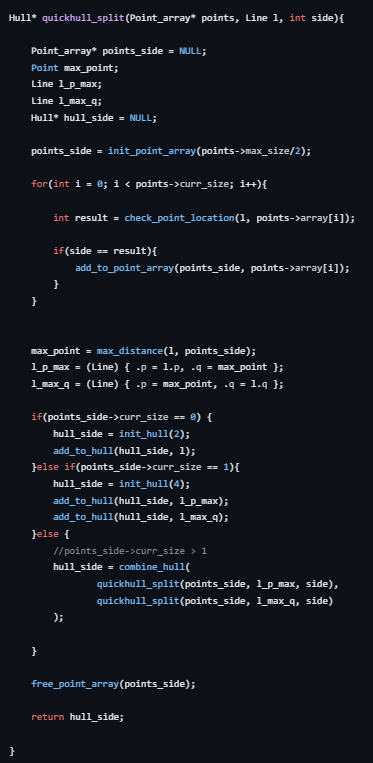 Hull* quickhull_split(Point_array* points, Line l, int side){
Point_array* points_side = NULL;
Point max_point;
Line l_p_max;
Line l_max_q;
Hull* hull_side = NULL;
points_side = init_point_array(points->max_size/2);
for(int i = 0; i < points->curr_size; i++){
int result = check_point_location(l, points->array[i]);
if(side == result){
add_to_point_array(points_side, points->array[i]);
}
}
max_point = max_distance(l, points_side);
l_p_max = (Line) { .p = l.p, .q = max_point };
l_max_q = (Line) { .p = max_point, .q = l.q };
if(points_side->curr_size == 0) {
hull_side = init_hull(2);
add_to_hull(hull_side, l);
}else if(points_side->curr_size == 1){
hull_side = init_hull(4);
add_to_hull(hull_side, l_p_max);
add_to_hull(hull_side, l_max_q);
}else {
//points_side->curr_size > 1
hull_side = combine_hull(
quickhull_split(points_side, l_p_max, side),
quickhull_split(points_side, l_max_q, side)
);
}
free_point_array(points_side);
return hull_side;
}